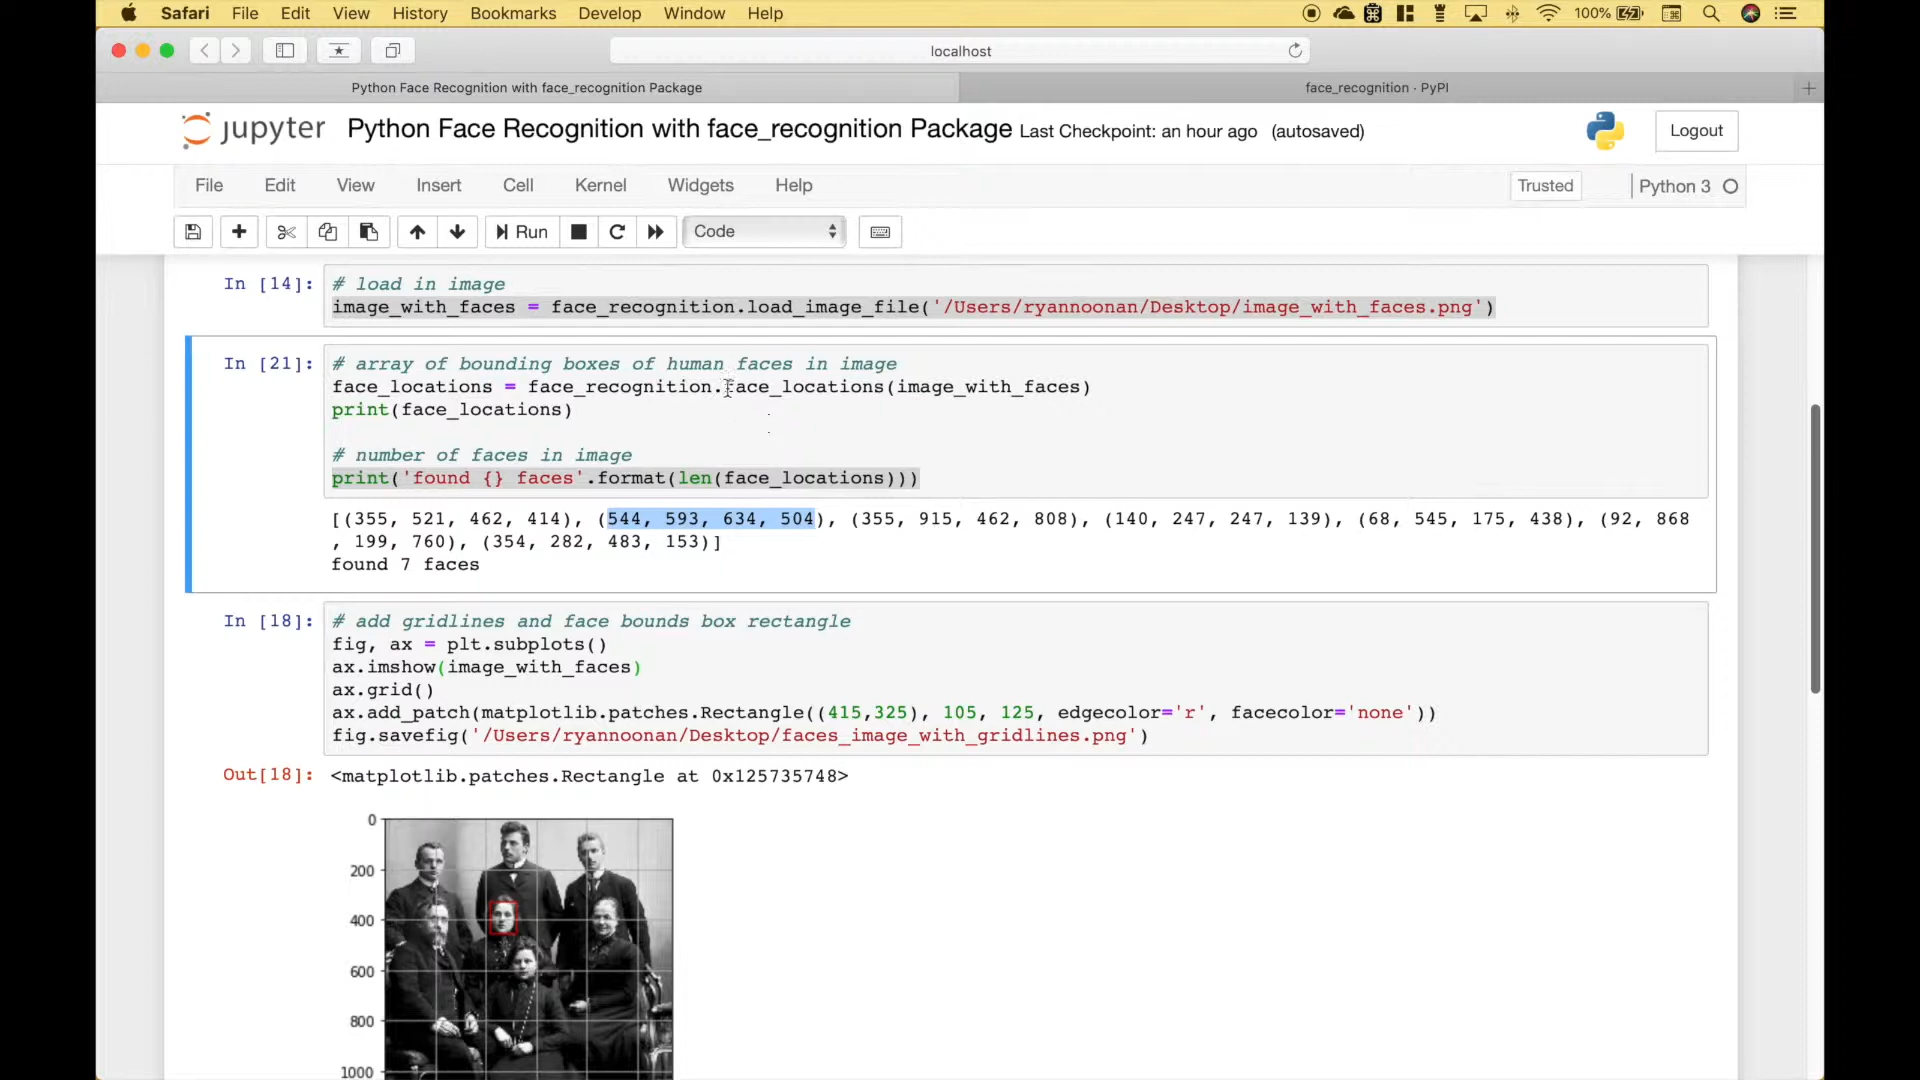 Safari File Edit View History Bookmarks Develop Window Help 100%
localhost
Python Face Recognition with face_recognition Package face_recognition · PyPI
jupyter Python Face Recognition with face_recognition Package Last Checkpoint: an hour ago (autosaved) Logout
File Edit View Insert Cell Kernel Widgets Help Trusted Python 3
Run Code
In [14]: # load in image
image_with_faces = face_recognition.load_image_file('/Users/ryannoonan/Desktop/image_with_faces.png')
In [21]: # array of bounding boxes of human faces in image
face_locations = face_recognition.face_locations(image_with_faces)
print(face_locations)
# number of faces in image
print('found {} faces'.format(len(face_locations)))
[(355, 521, 462, 414), (544, 593, 634, 504), (355, 915, 462, 808), (140, 247, 247, 139), (68, 545, 175, 438), (92, 868
, 199, 760), (354, 282, 483, 153)]
found 7 faces
In [18]: # add gridlines and face bounds box rectangle
fig, ax = plt.subplots()
ax.imshow(image_with_faces)
ax.grid()
ax.add_patch(matplotlib.patches.Rectangle((415,325), 105, 125, edgecolor='r', facecolor='none'))
fig.savefig('/Users/ryannoonan/Desktop/faces_image_with_gridlines.png')
Out[18]: <matplotlib.patches.Rectangle at 0x125735748>
0
200
400
600
800
1000